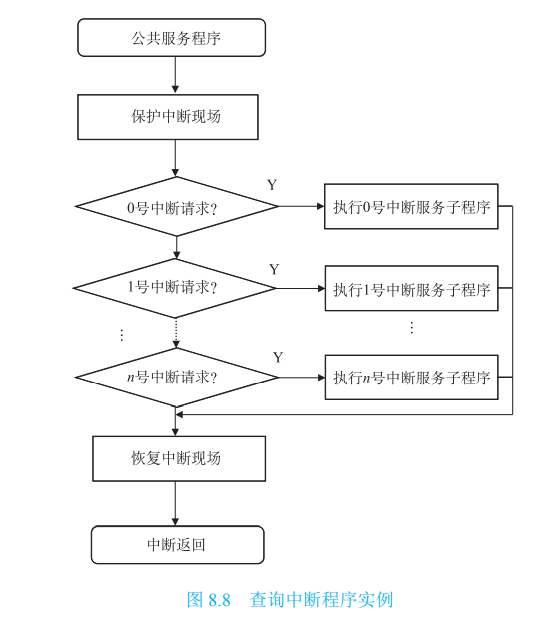 公共服务程序
保护中断现场
Y
0号中断请求?
执行0号中断服务子程序
Y
1号中断请求?
执行1号中断服务子程序
⋮
⋮
Y
n号中断请求?
执行n号中断服务子程序
恢复中断现场
中断返回
图 8.8 查询中断程序实例